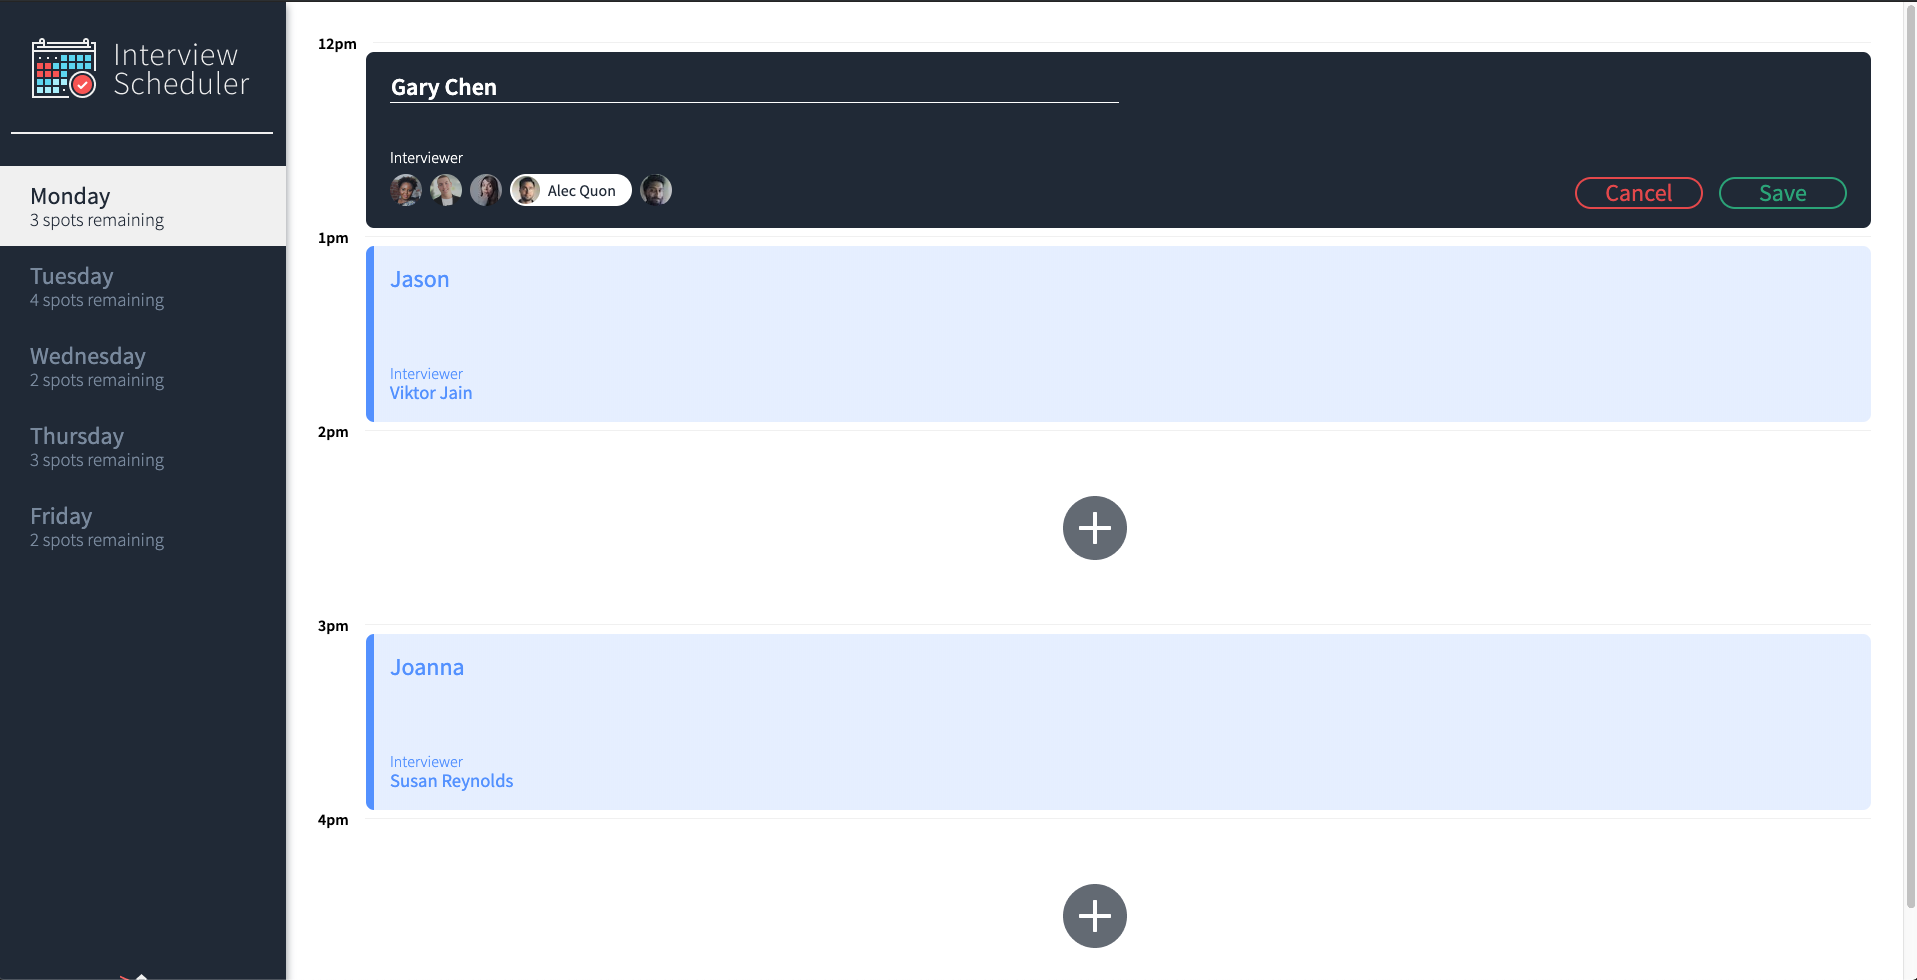 Interview
Scheduler
Monday
3 spots remaining
Tuesday
4 spots remaining
Wednesday
2 spots remaining
Thursday
3 spots remaining
Friday
2 spots remaining
12pm
Gary Chen
Interviewer
Alec Quon
Cancel
Save
1pm
Jason
Interviewer
Viktor Jain
2pm
3pm
Joanna
Interviewer
Susan Reynolds
4pm